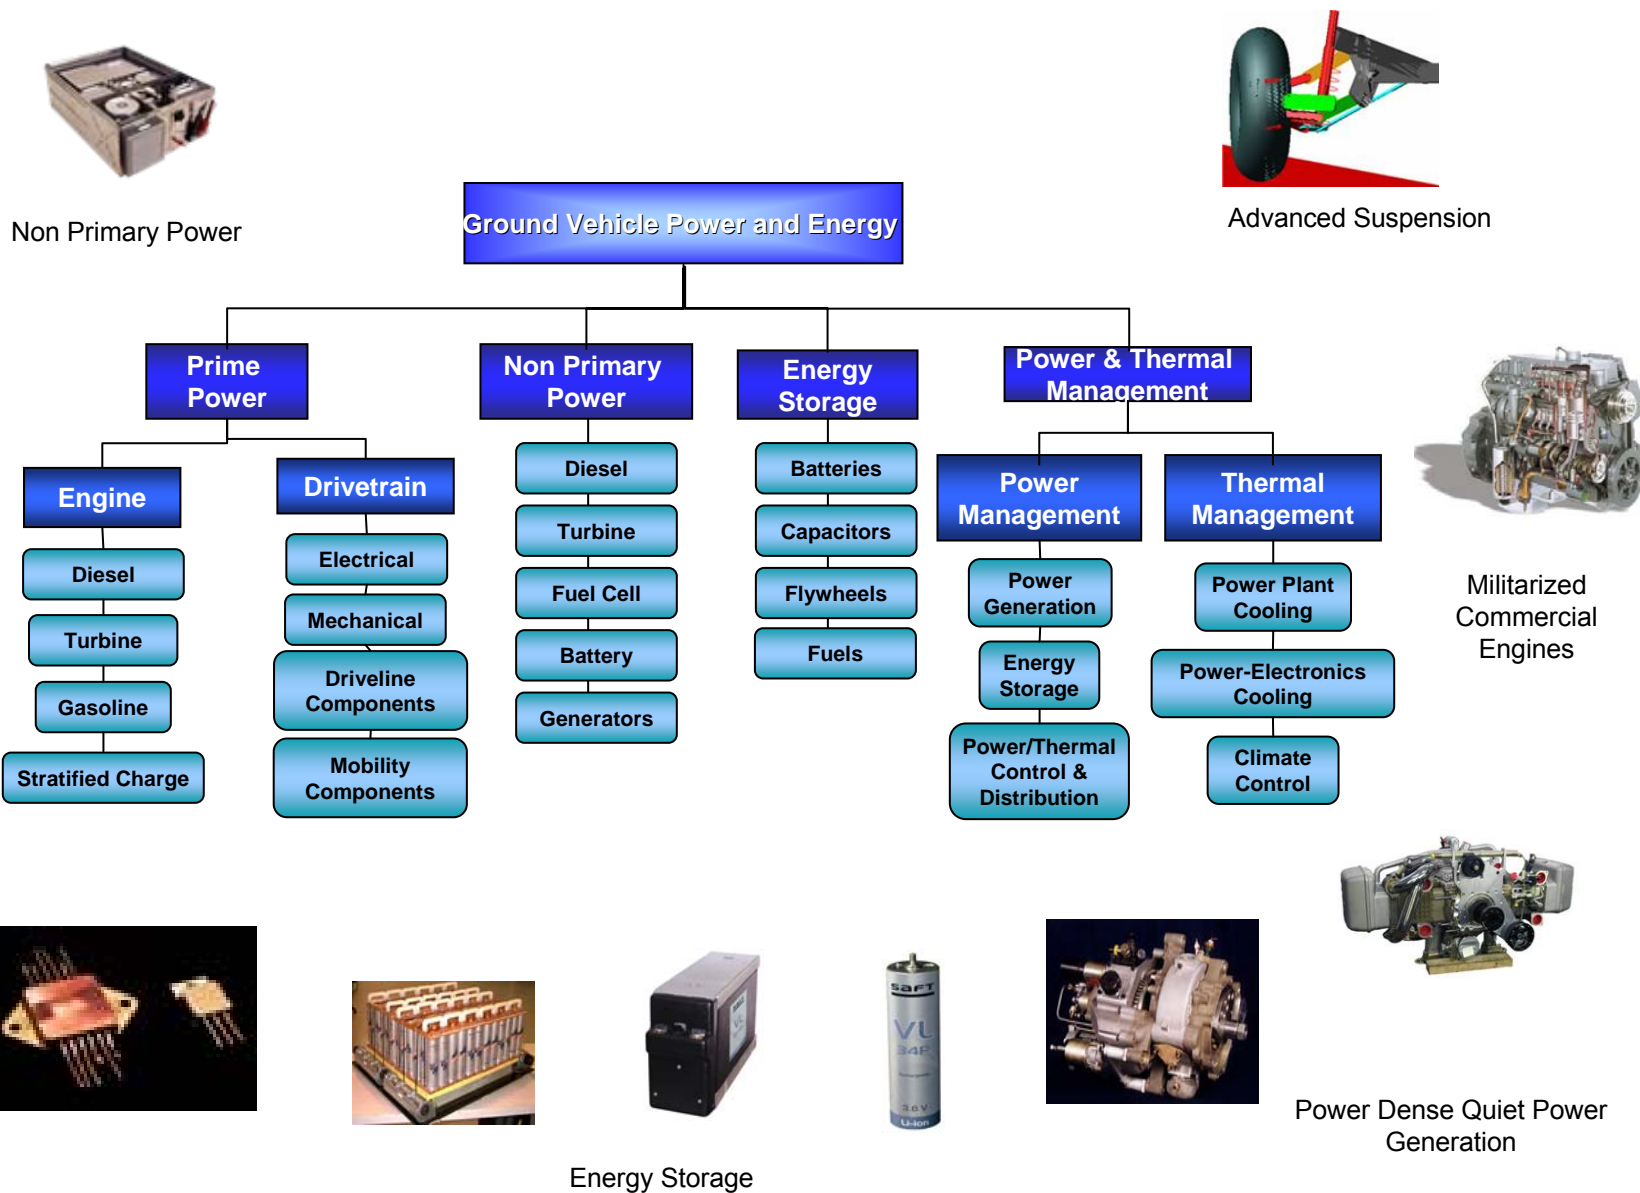 Non Primary Power
Advanced Suspension
Ground Vehicle Power and Energy
Prime
Power
Non Primary
Power
Energy
Storage
Power & Thermal
Management
Engine
Drivetrain
Diesel
Turbine
Gasoline
Stratified Charge
Electrical
Mechanical
Driveline
Components
Mobility
Components
Diesel
Turbine
Fuel Cell
Battery
Generators
Batteries
Capacitors
Flywheels
Fuels
Power
Management
Thermal
Management
Power
Generation
Energy
Storage
Power/Thermal
Control &
Distribution
Power Plant
Cooling
Power-Electronics
Cooling
Climate
Control
Militarized
Commercial
Engines
VL
saft
VL
34P
3.6 V
Li-ion
Energy Storage
Power Dense Quiet Power
Generation